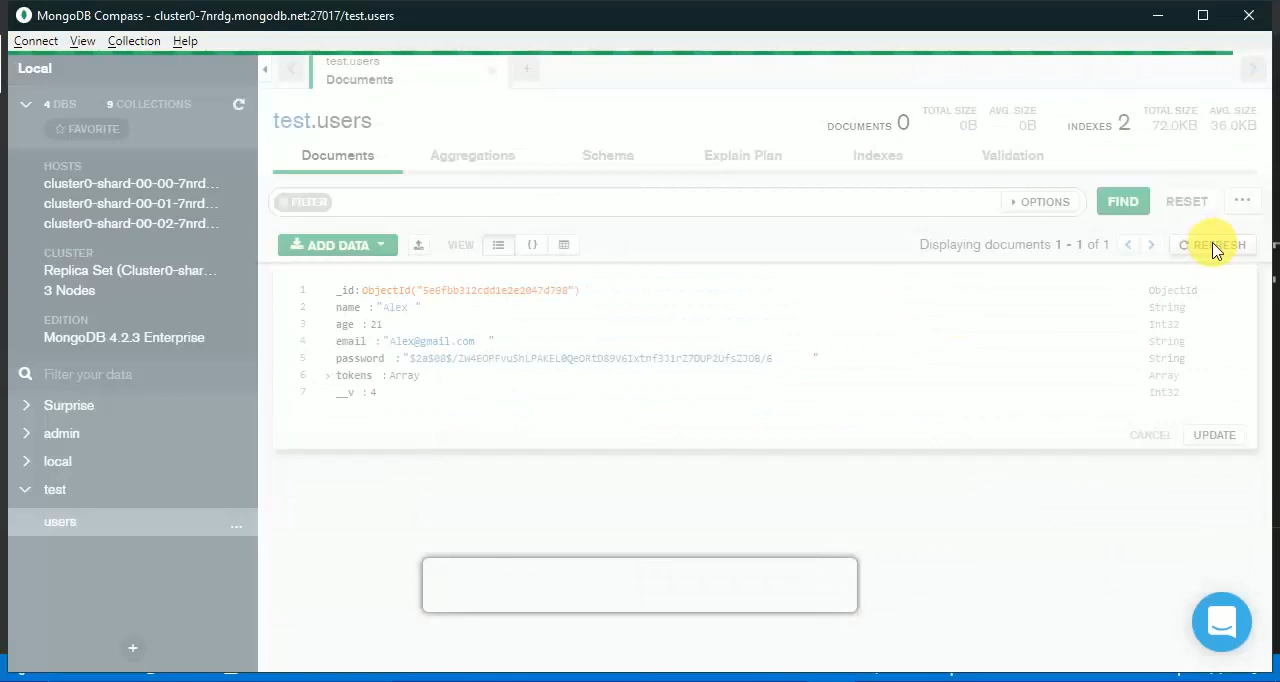 MongoDB Compass - cluster0-7nrdg.mongodb.net:27017/test.users
Connect View Collection Help
Local
4 DBS 9 COLLECTIONS
FAVORITE
HOSTS
cluster0-shard-00-00-7nrd...
cluster0-shard-00-01-7nrd...
cluster0-shard-00-02-7nrd...
CLUSTER
Replica Set (Cluster0-shar...
3 Nodes
EDITION
MongoDB 4.2.3 Enterprise
Filter your data
Surprise
admin
local
test
users
...
test.users
Documents
test.users
DOCUMENTS 0 TOTAL SIZE 0B AVG. SIZE 0B INDEXES 2 TOTAL SIZE 72.0KB AVG. SIZE 36.0KB
Documents Aggregations Schema Explain Plan Indexes Validation
FILTER OPTIONS FIND RESET ...
ADD DATA VIEW {} Displaying documents 1 - 1 of 1 REFRESH
1 _id:ObjectId("5e6fbb312cdd1e2e2047d798") ObjectId
2 name :"Alex " String
3 age :21 Int32
4 email :"Alex@gmail.com " String
5 password : String
6 > tokens :Array Array
7 __v :4 Int32
CANCEL UPDATE